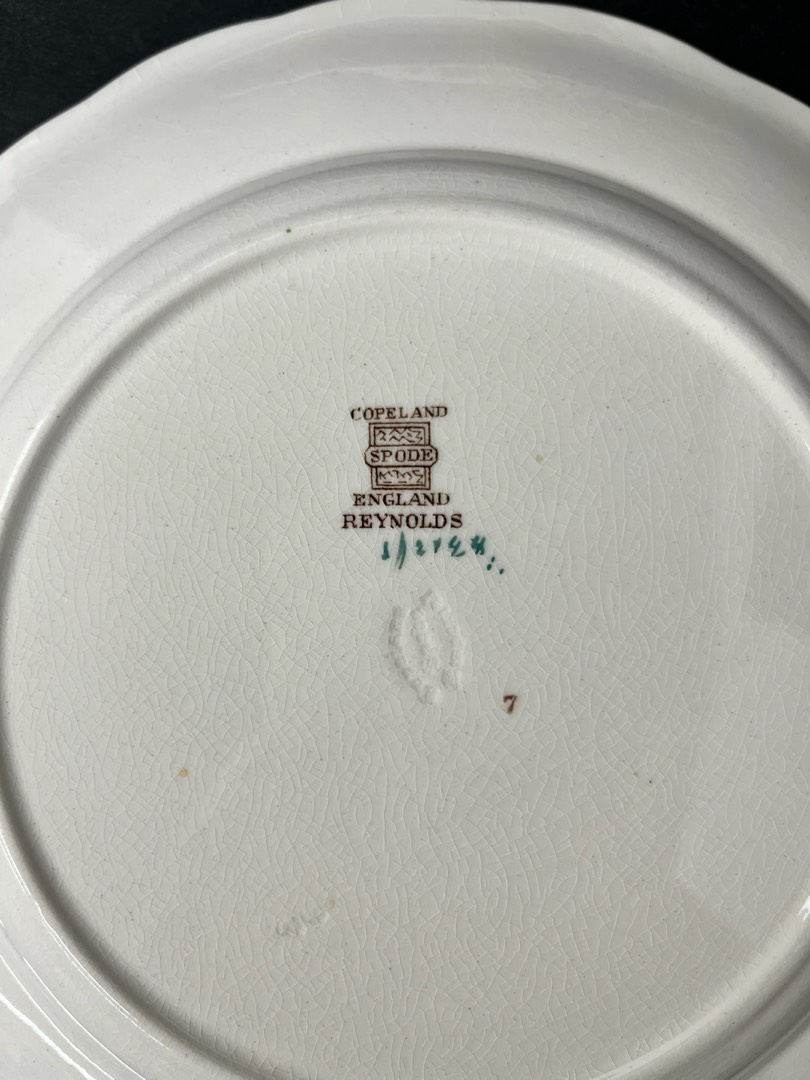 COPELAND
SPODE
ENGLAND
REYNOLDS
7